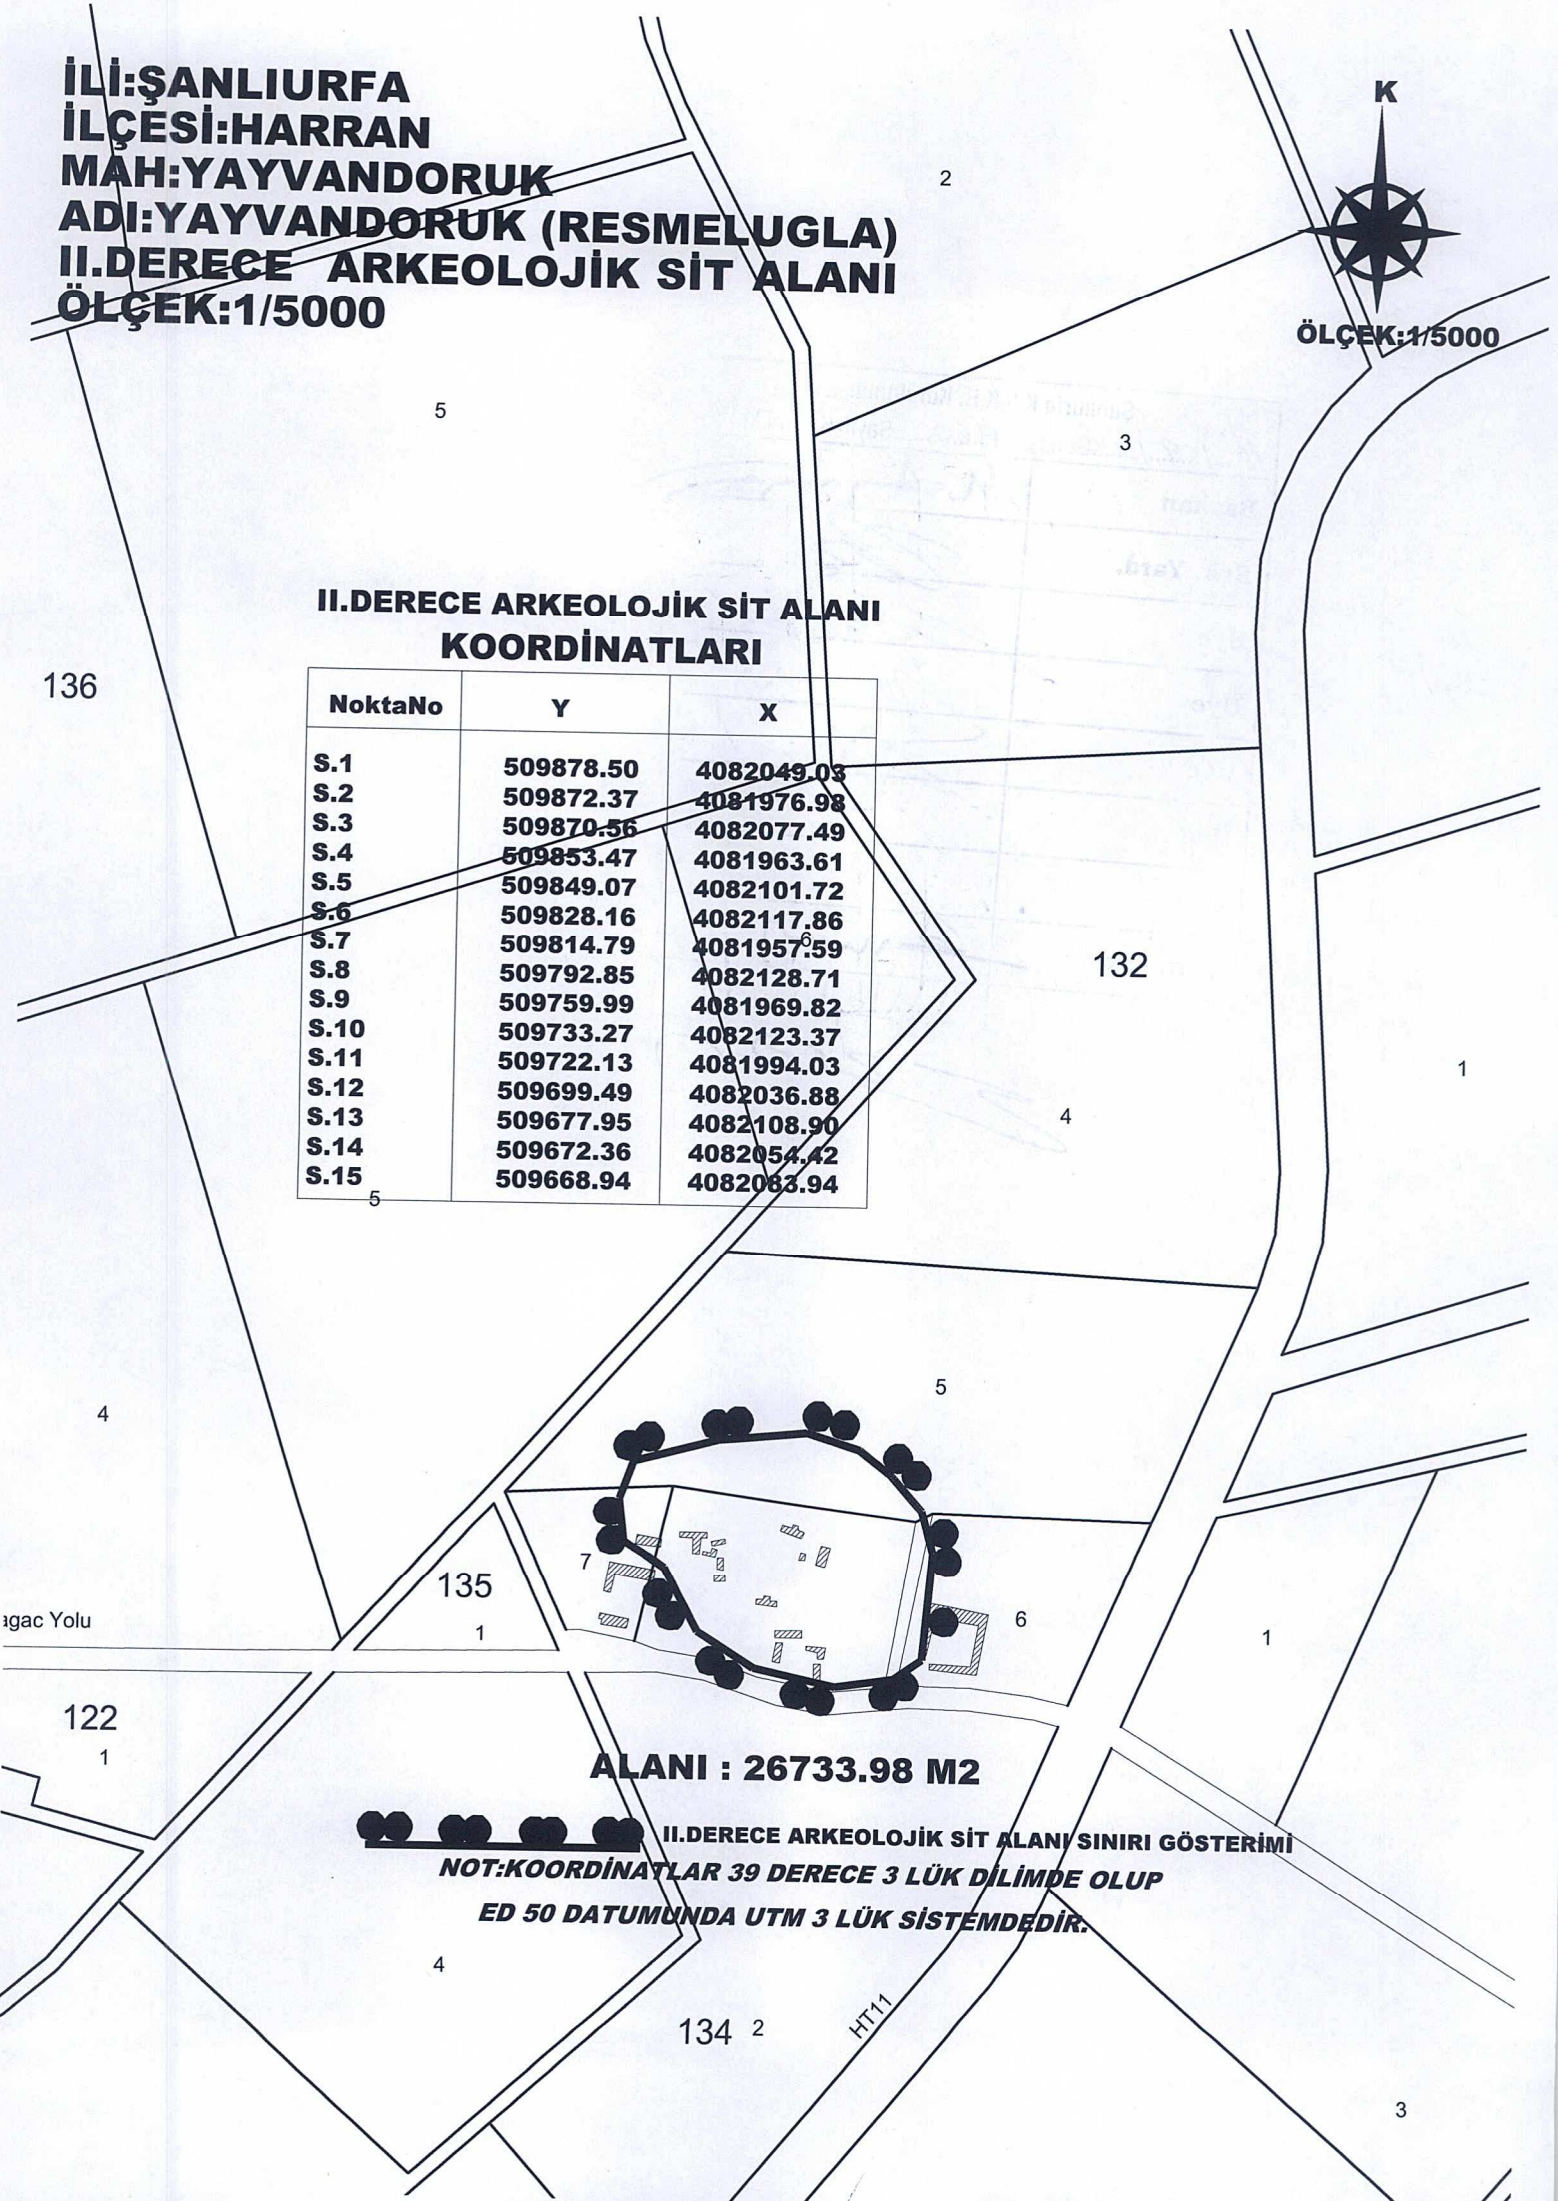 İLİ:ŞANLIURFA
İLÇESİ:HARRAN
MAH:YAYVANDORUK
ADI:YAYVANDORUK (RESMELUGLA)
II.DERECE ARKEOLOJİK SİT ALANI
ÖLÇEK:1/5000
K
ÖLÇEK:1/5000
2
5
3
II.DERECE ARKEOLOJİK SİT ALANI
KOORDİNATLARI
136
NoktaNo Y X
S.1 509878.50 4082049.03
S.2 509872.37 4081976.98
S.3 509870.56 4082077.49
S.4 509853.47 4081963.61
S.5 509849.07 4082101.72
S.6 509828.16 4082117.86
S.7 509814.79 4081957.59
S.8 509792.85 4082128.71
S.9 509759.99 4081969.82
S.10 509733.27 4082123.37
S.11 509722.13 4081994.03
S.12 509699.49 4082036.88
S.13 509677.95 4082108.90
S.14 509672.36 4082054.42
S.15 509668.94 4082083.94
6
132
1
4
5
5
4
7
135
1
6
1
agac Yolu
122
1
ALANI : 26733.98 M2
II.DERECE ARKEOLOJİK SİT ALANI SINIRI GÖSTERİMİ
NOT:KOORDİNATLAR 39 DERECE 3 LÜK DİLİMDE OLUP
ED 50 DATUMUNDA UTM 3 LÜK SİSTEMDEDİR.
4
134 2
HT11
3